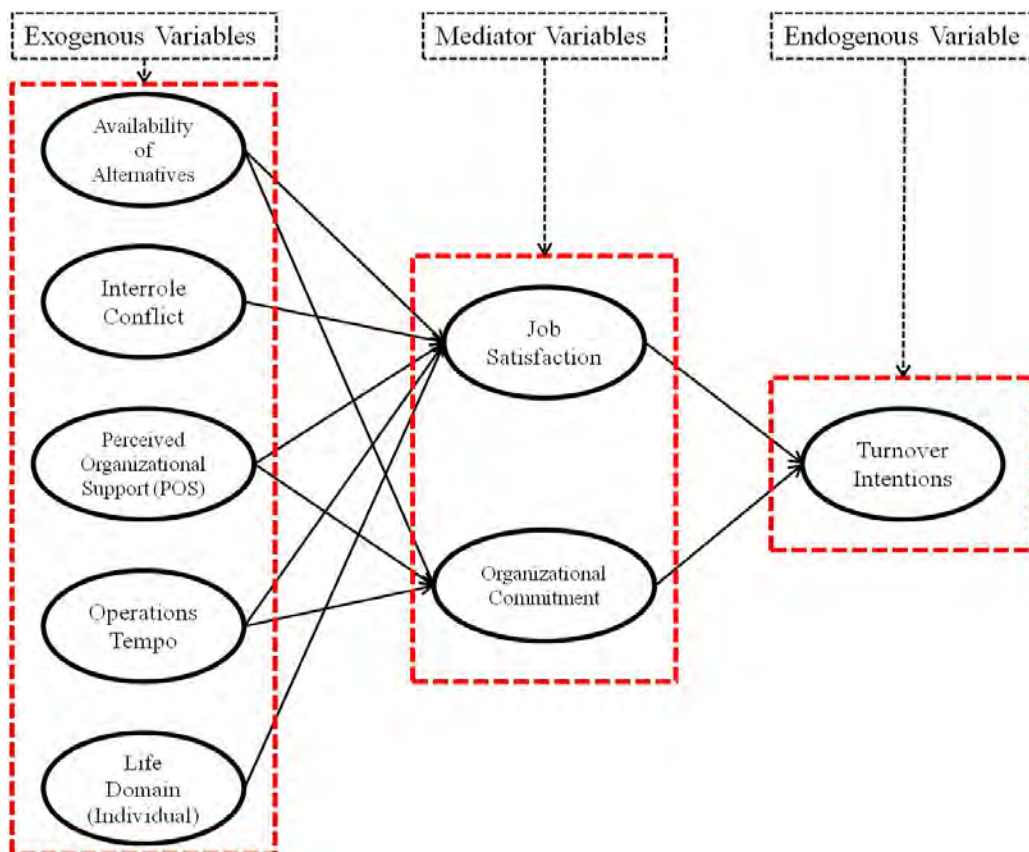 Exogenous Variables
Mediator Variables
Endogenous Variable
Availability
of
Alternatives
Interrole
Conflict
Perceived
Organizational
Support (POS)
Operations
Tempo
Life
Domain
(Individual)
Job
Satisfaction
Organizational
Commitment
Turnover
Intentions